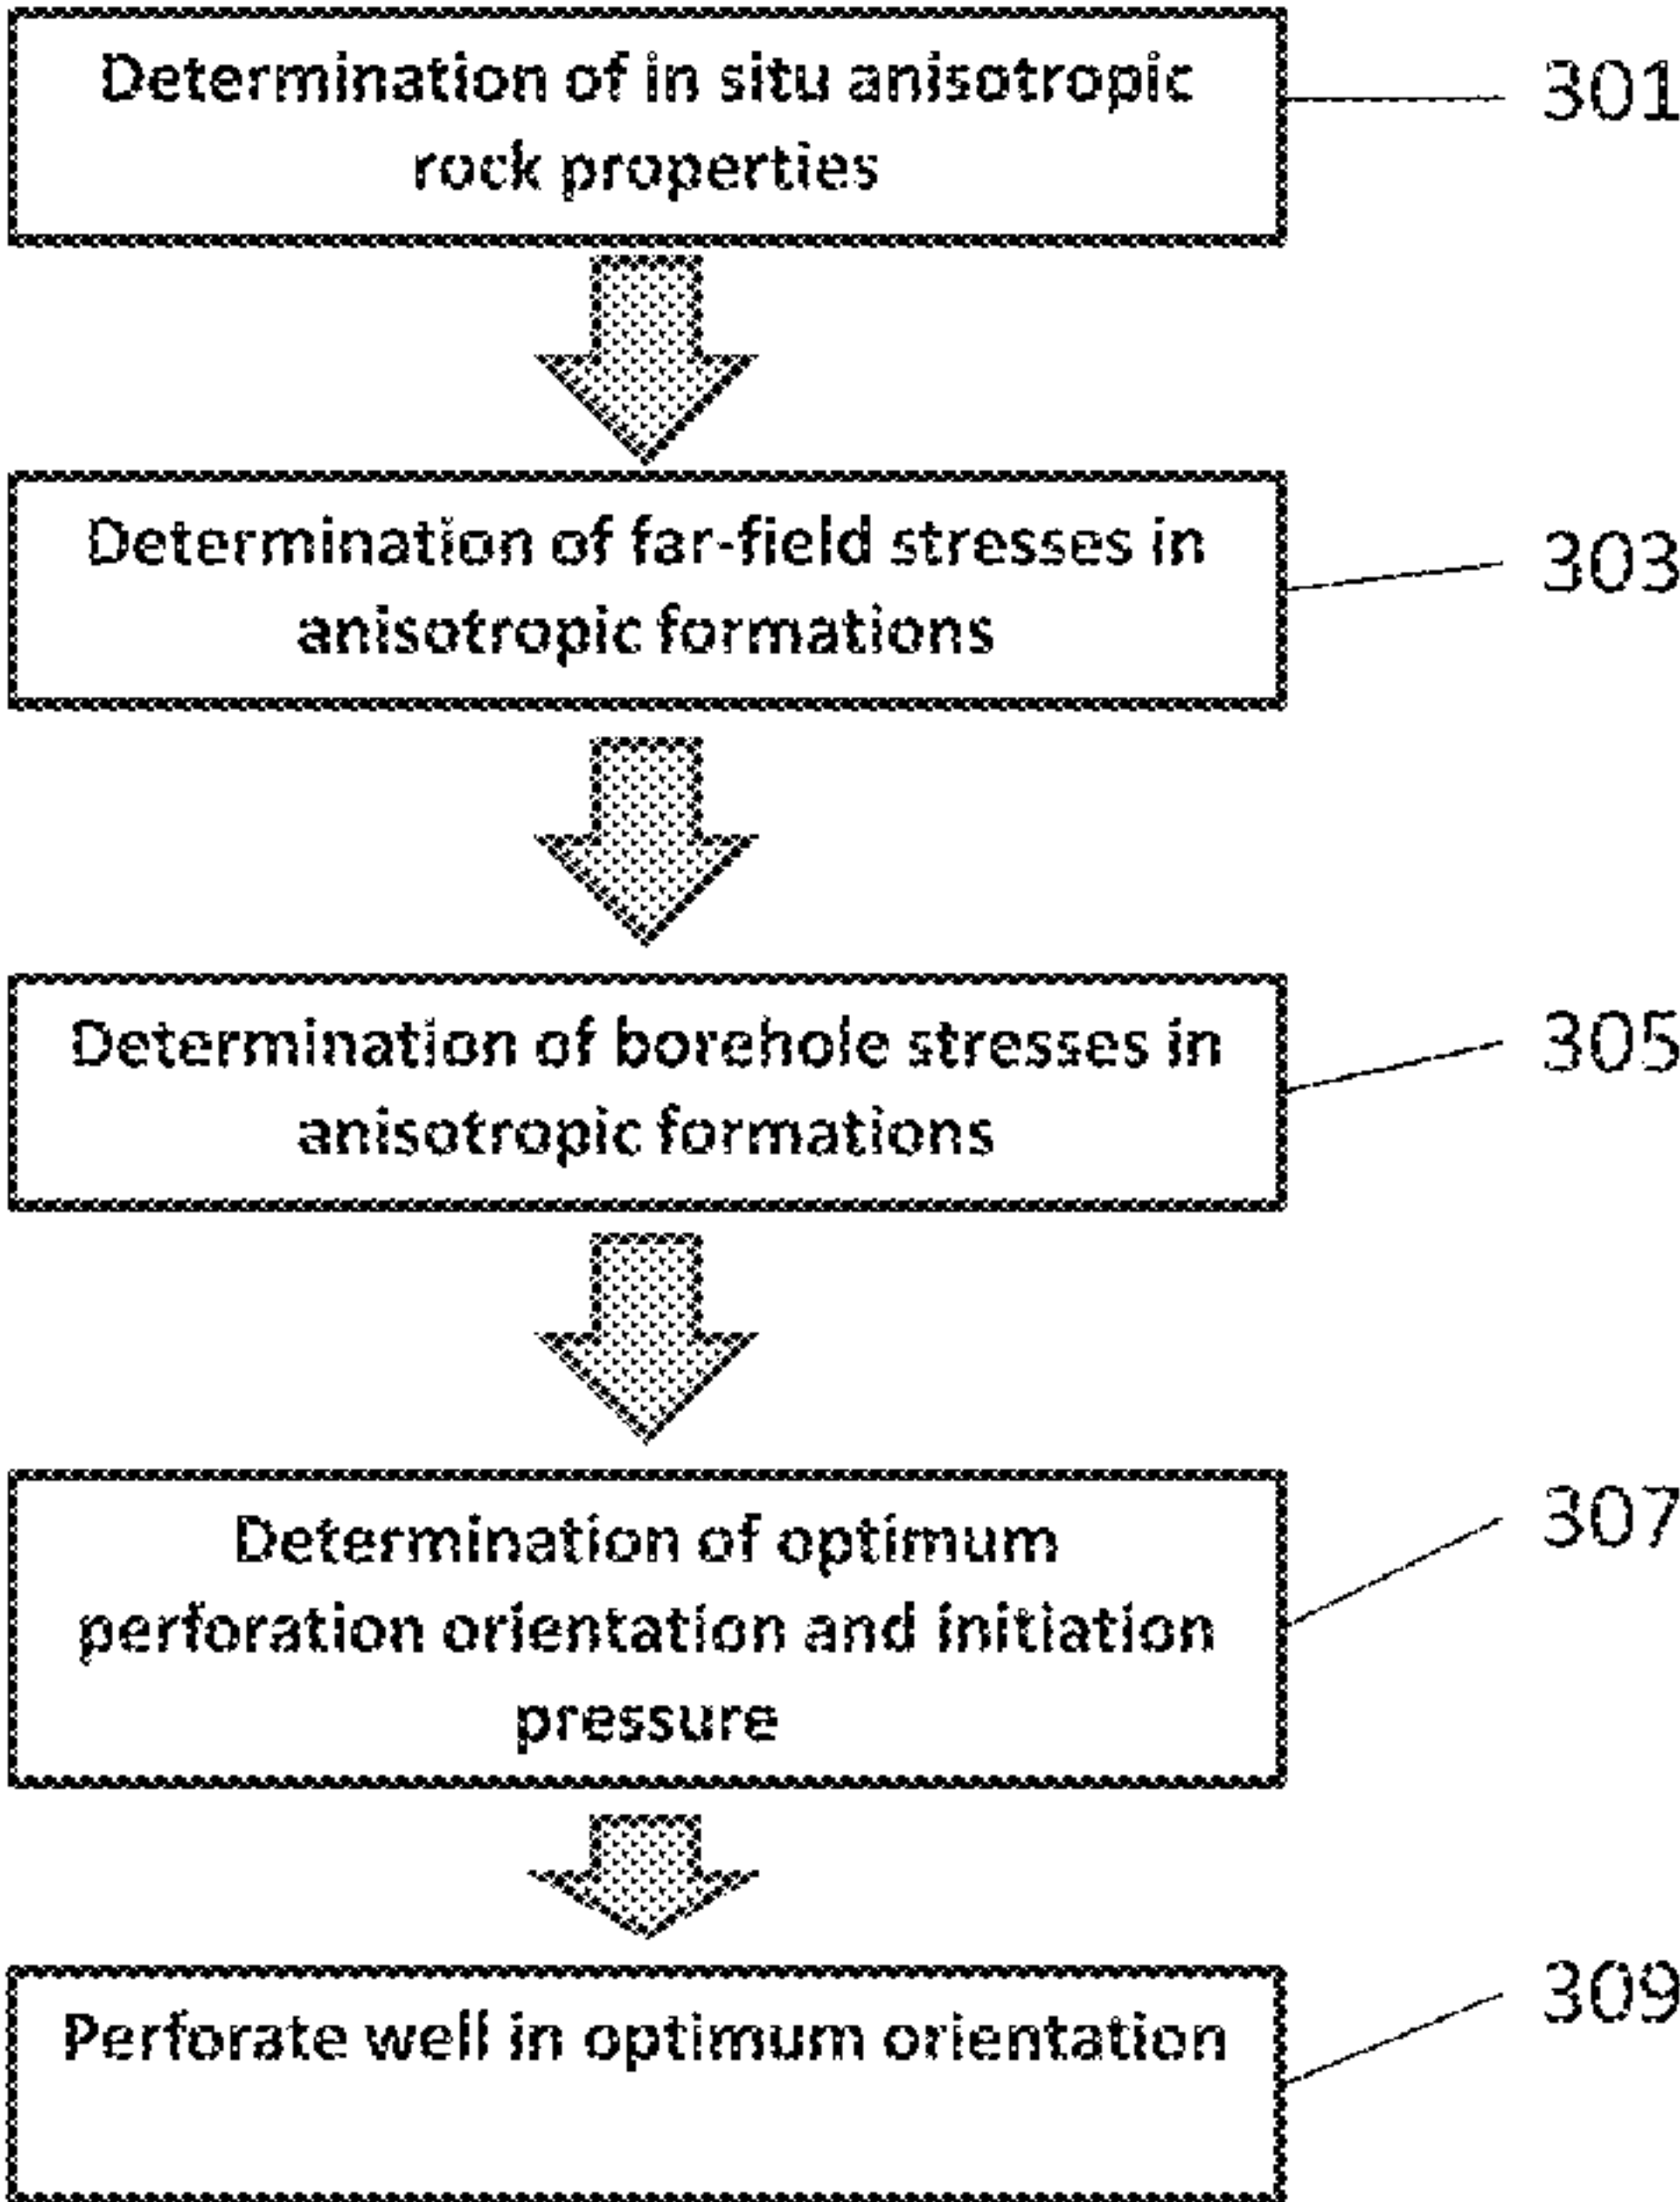 Determination of in situ anisotropic
rock properties
301
Determination of far-field stresses in
anisotropic formations
303
Determination of borehole stresses in
anisotropic formations
305
Determination of optimum
perforation orientation and initiation
pressure
307
Perforate well in optimum orientation
309